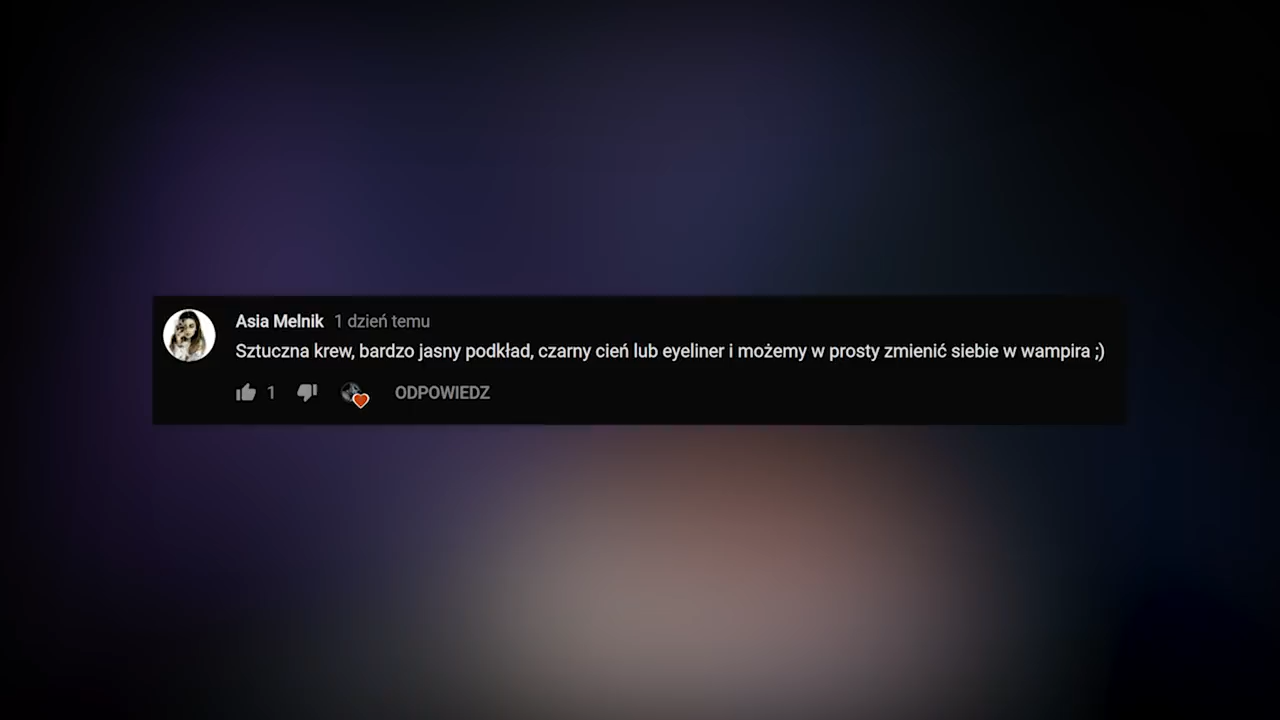 Asia Melnik 1 dzień temu
Sztuczna krew, bardzo jasny podkład, czarny cień lub eyeliner i możemy w prosty zmienić siebie w wampira ;)
1 ODPOWIEDZ